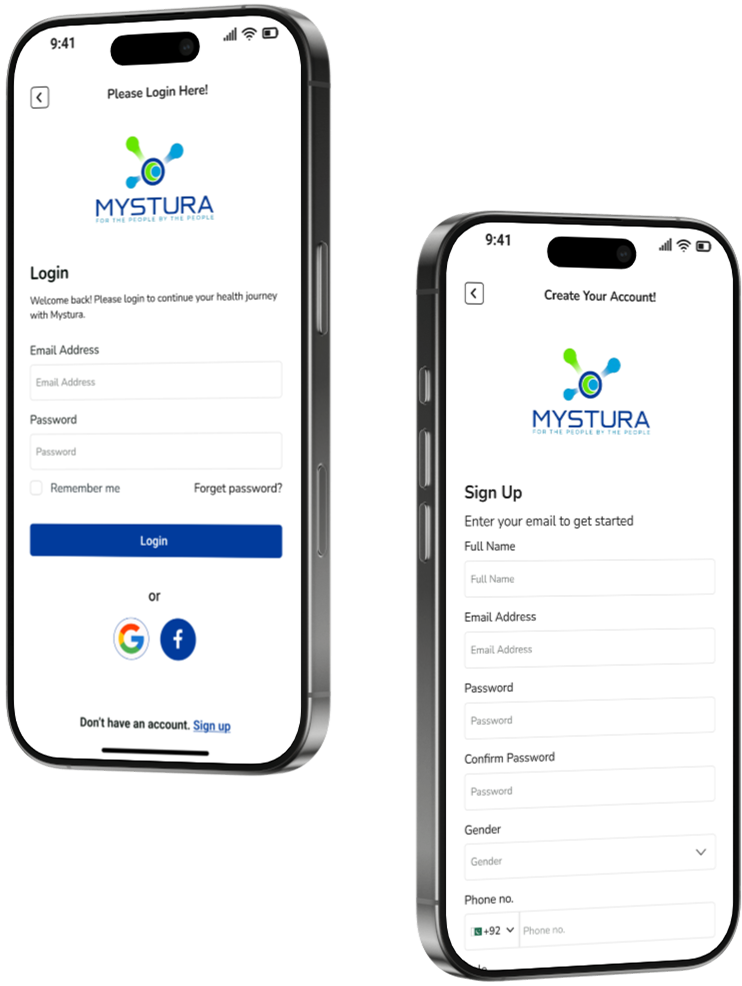 9:41
Please Login Here!
MYSTURA
FOR THE PEOPLE BY THE PEOPLE
Login
Welcome back! Please login to continue your health journey
with Mystura.
Email Address
Email Address
Password
Password
Remember me Forget password?
Login
or
G f
Don't have an account. Sign up
9:41
Create Your Account!
MYSTURA
FOR THE PEOPLE BY THE PEOPLE
Sign Up
Enter your email to get started
Full Name
Full Name
Email Address
Email Address
Password
Password
Confirm Password
Password
Gender
Gender
Phone no.
+92 Phone no.